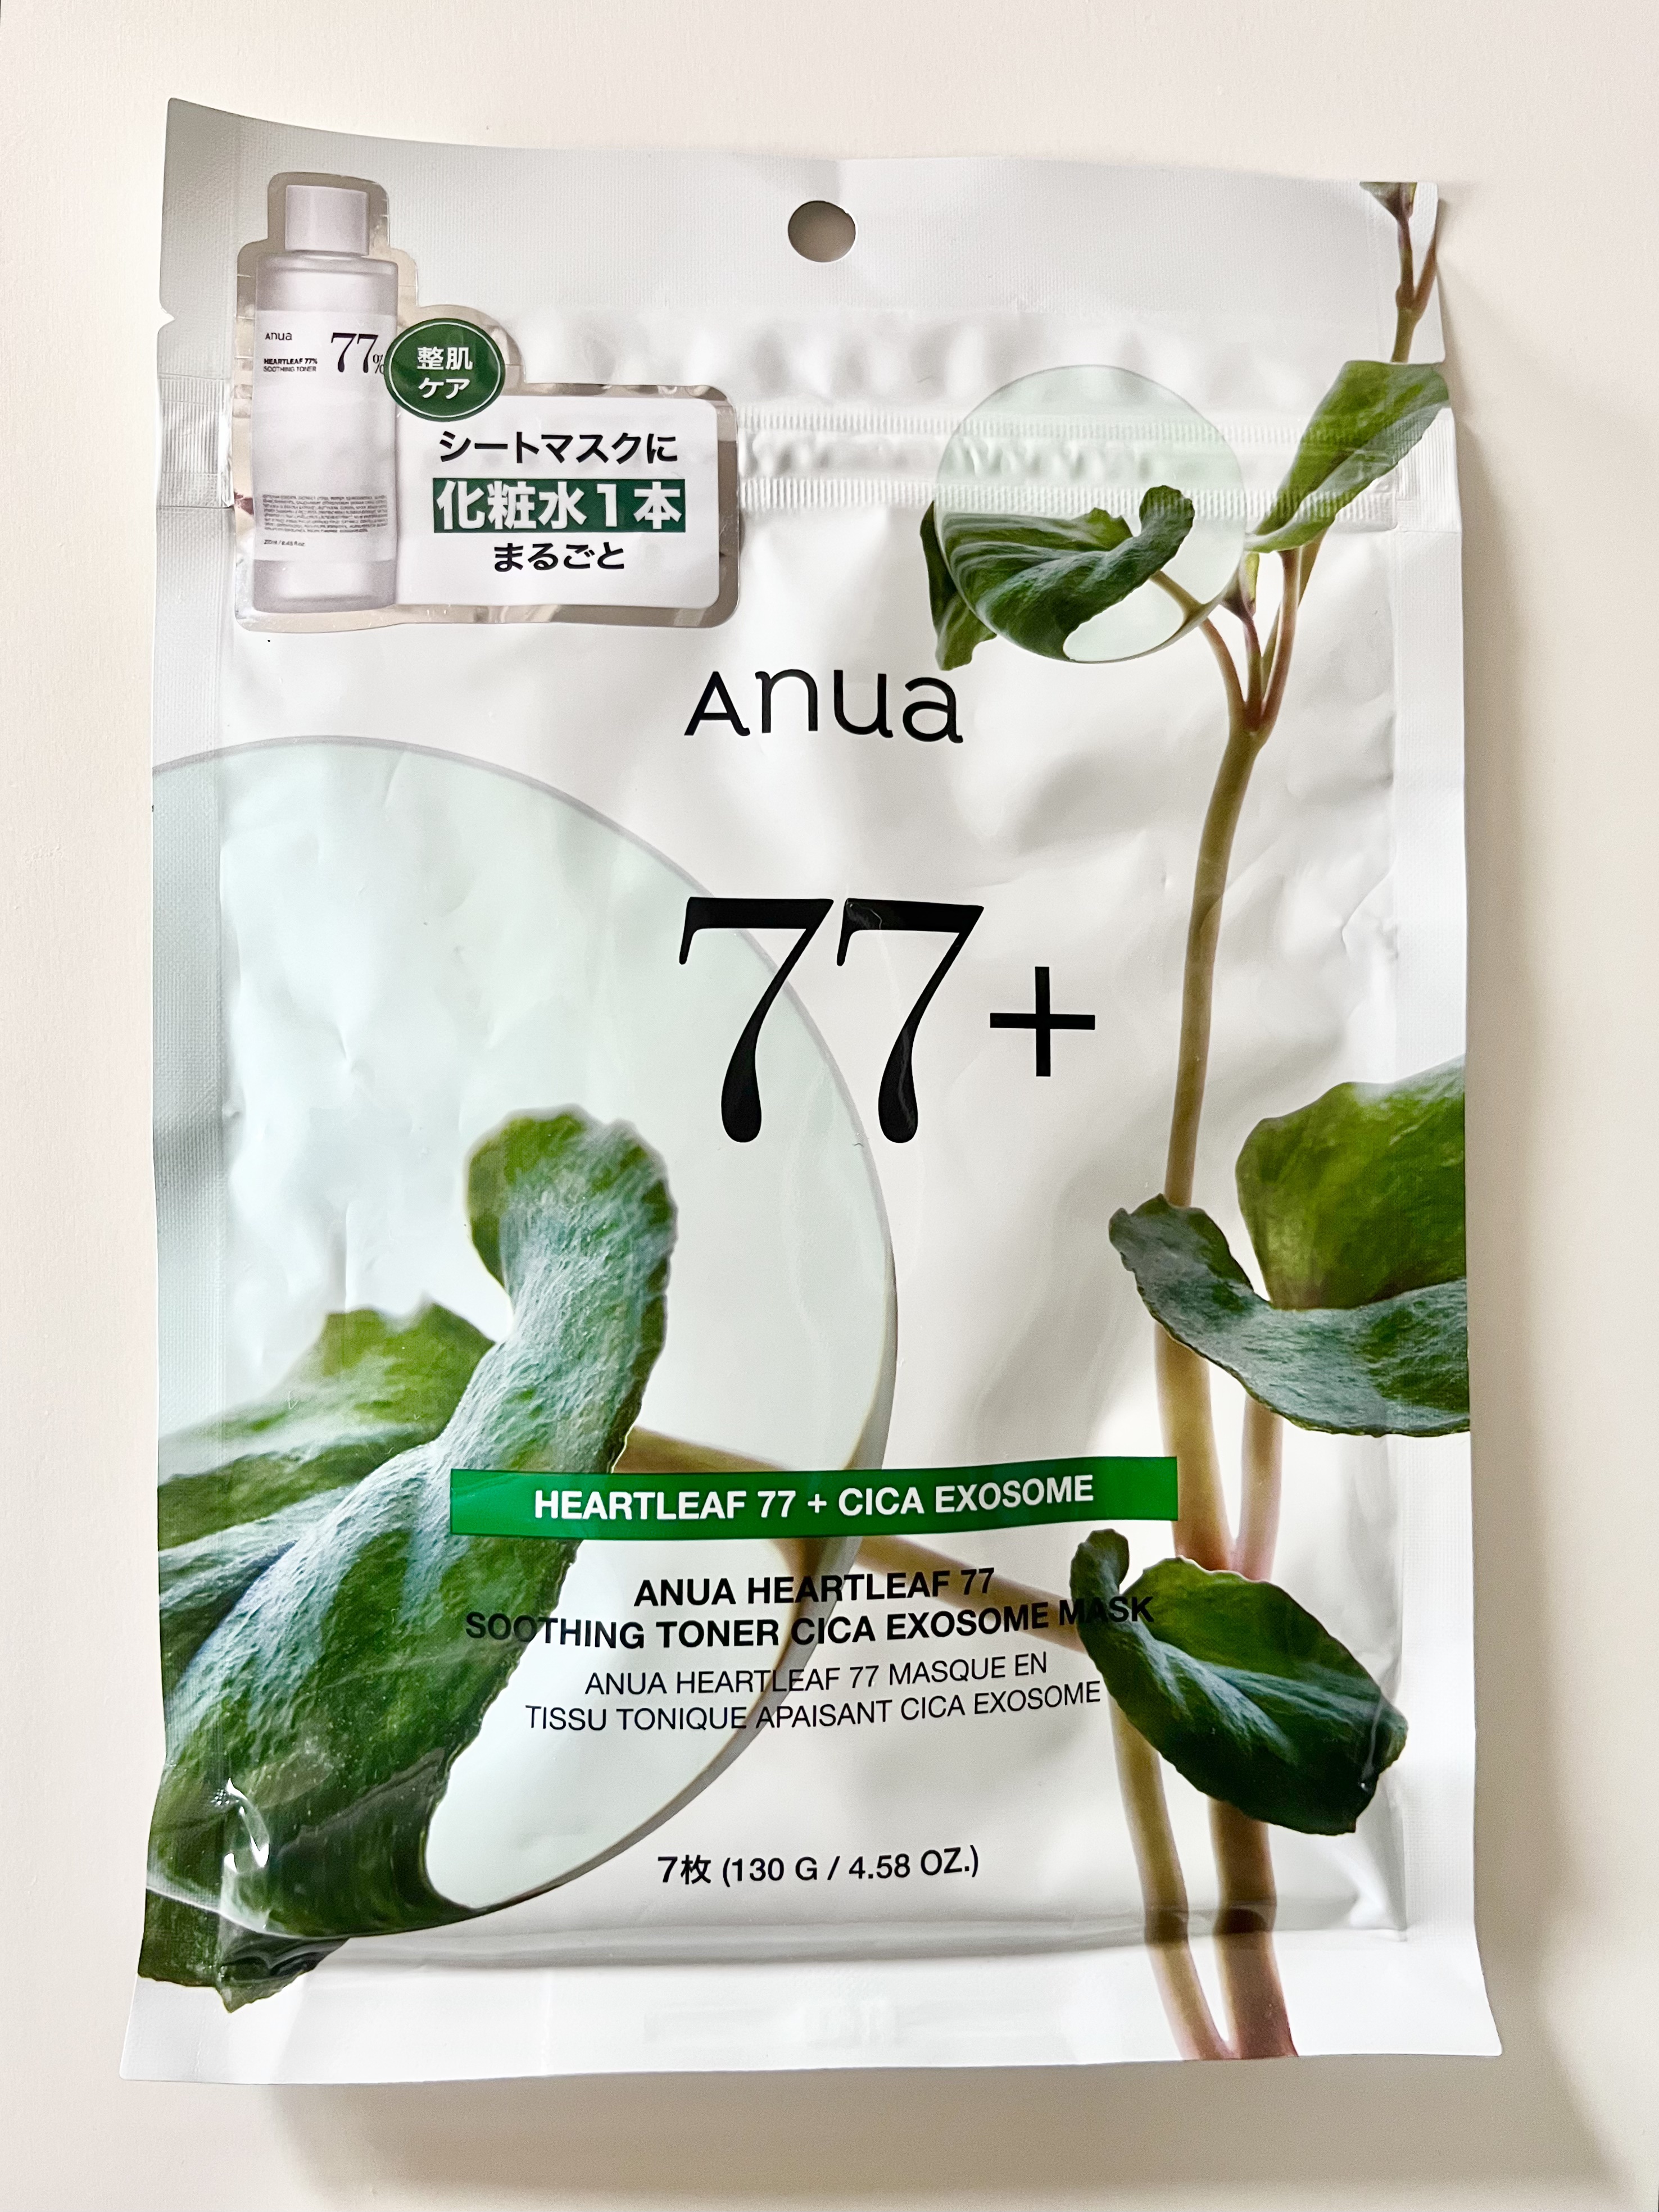 Anua
77%
HEARTLEAF 77%
SOOTHING TONER
整肌
ケア
シートマスクに
化粧水1本
まるごと
Anua
77+
HEARTLEAF 77 + CICA EXOSOME
ANUA HEARTLEAF 77
SOOTHING TONER CICA EXOSOME MASK
ANUA HEARTLEAF 77 MASQUE EN
TISSU TONIQUE APAISANT CICA EXOSOME
7枚 (130 G / 4.58 OZ.)